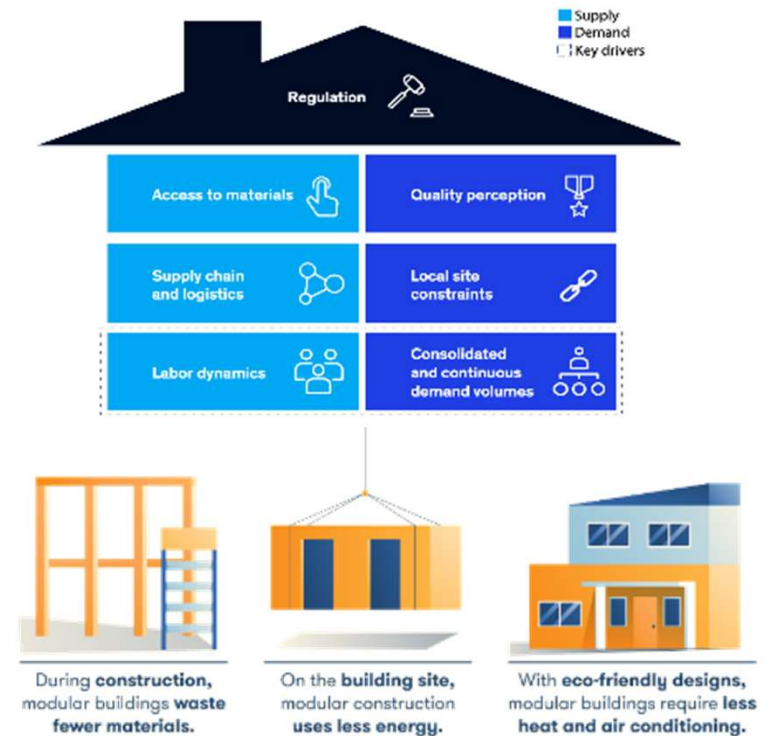 Supply
Demand
Key drivers
Regulation
Access to materials
Quality perception
Supply chain
and logistics
Local site
constraints
Labor dynamics
Consolidated
and continuous
demand volumes
During construction,
modular buildings waste
fewer materials.
On the building site,
modular construction
uses less energy.
With eco-friendly designs,
modular buildings require less
heat and air conditioning.